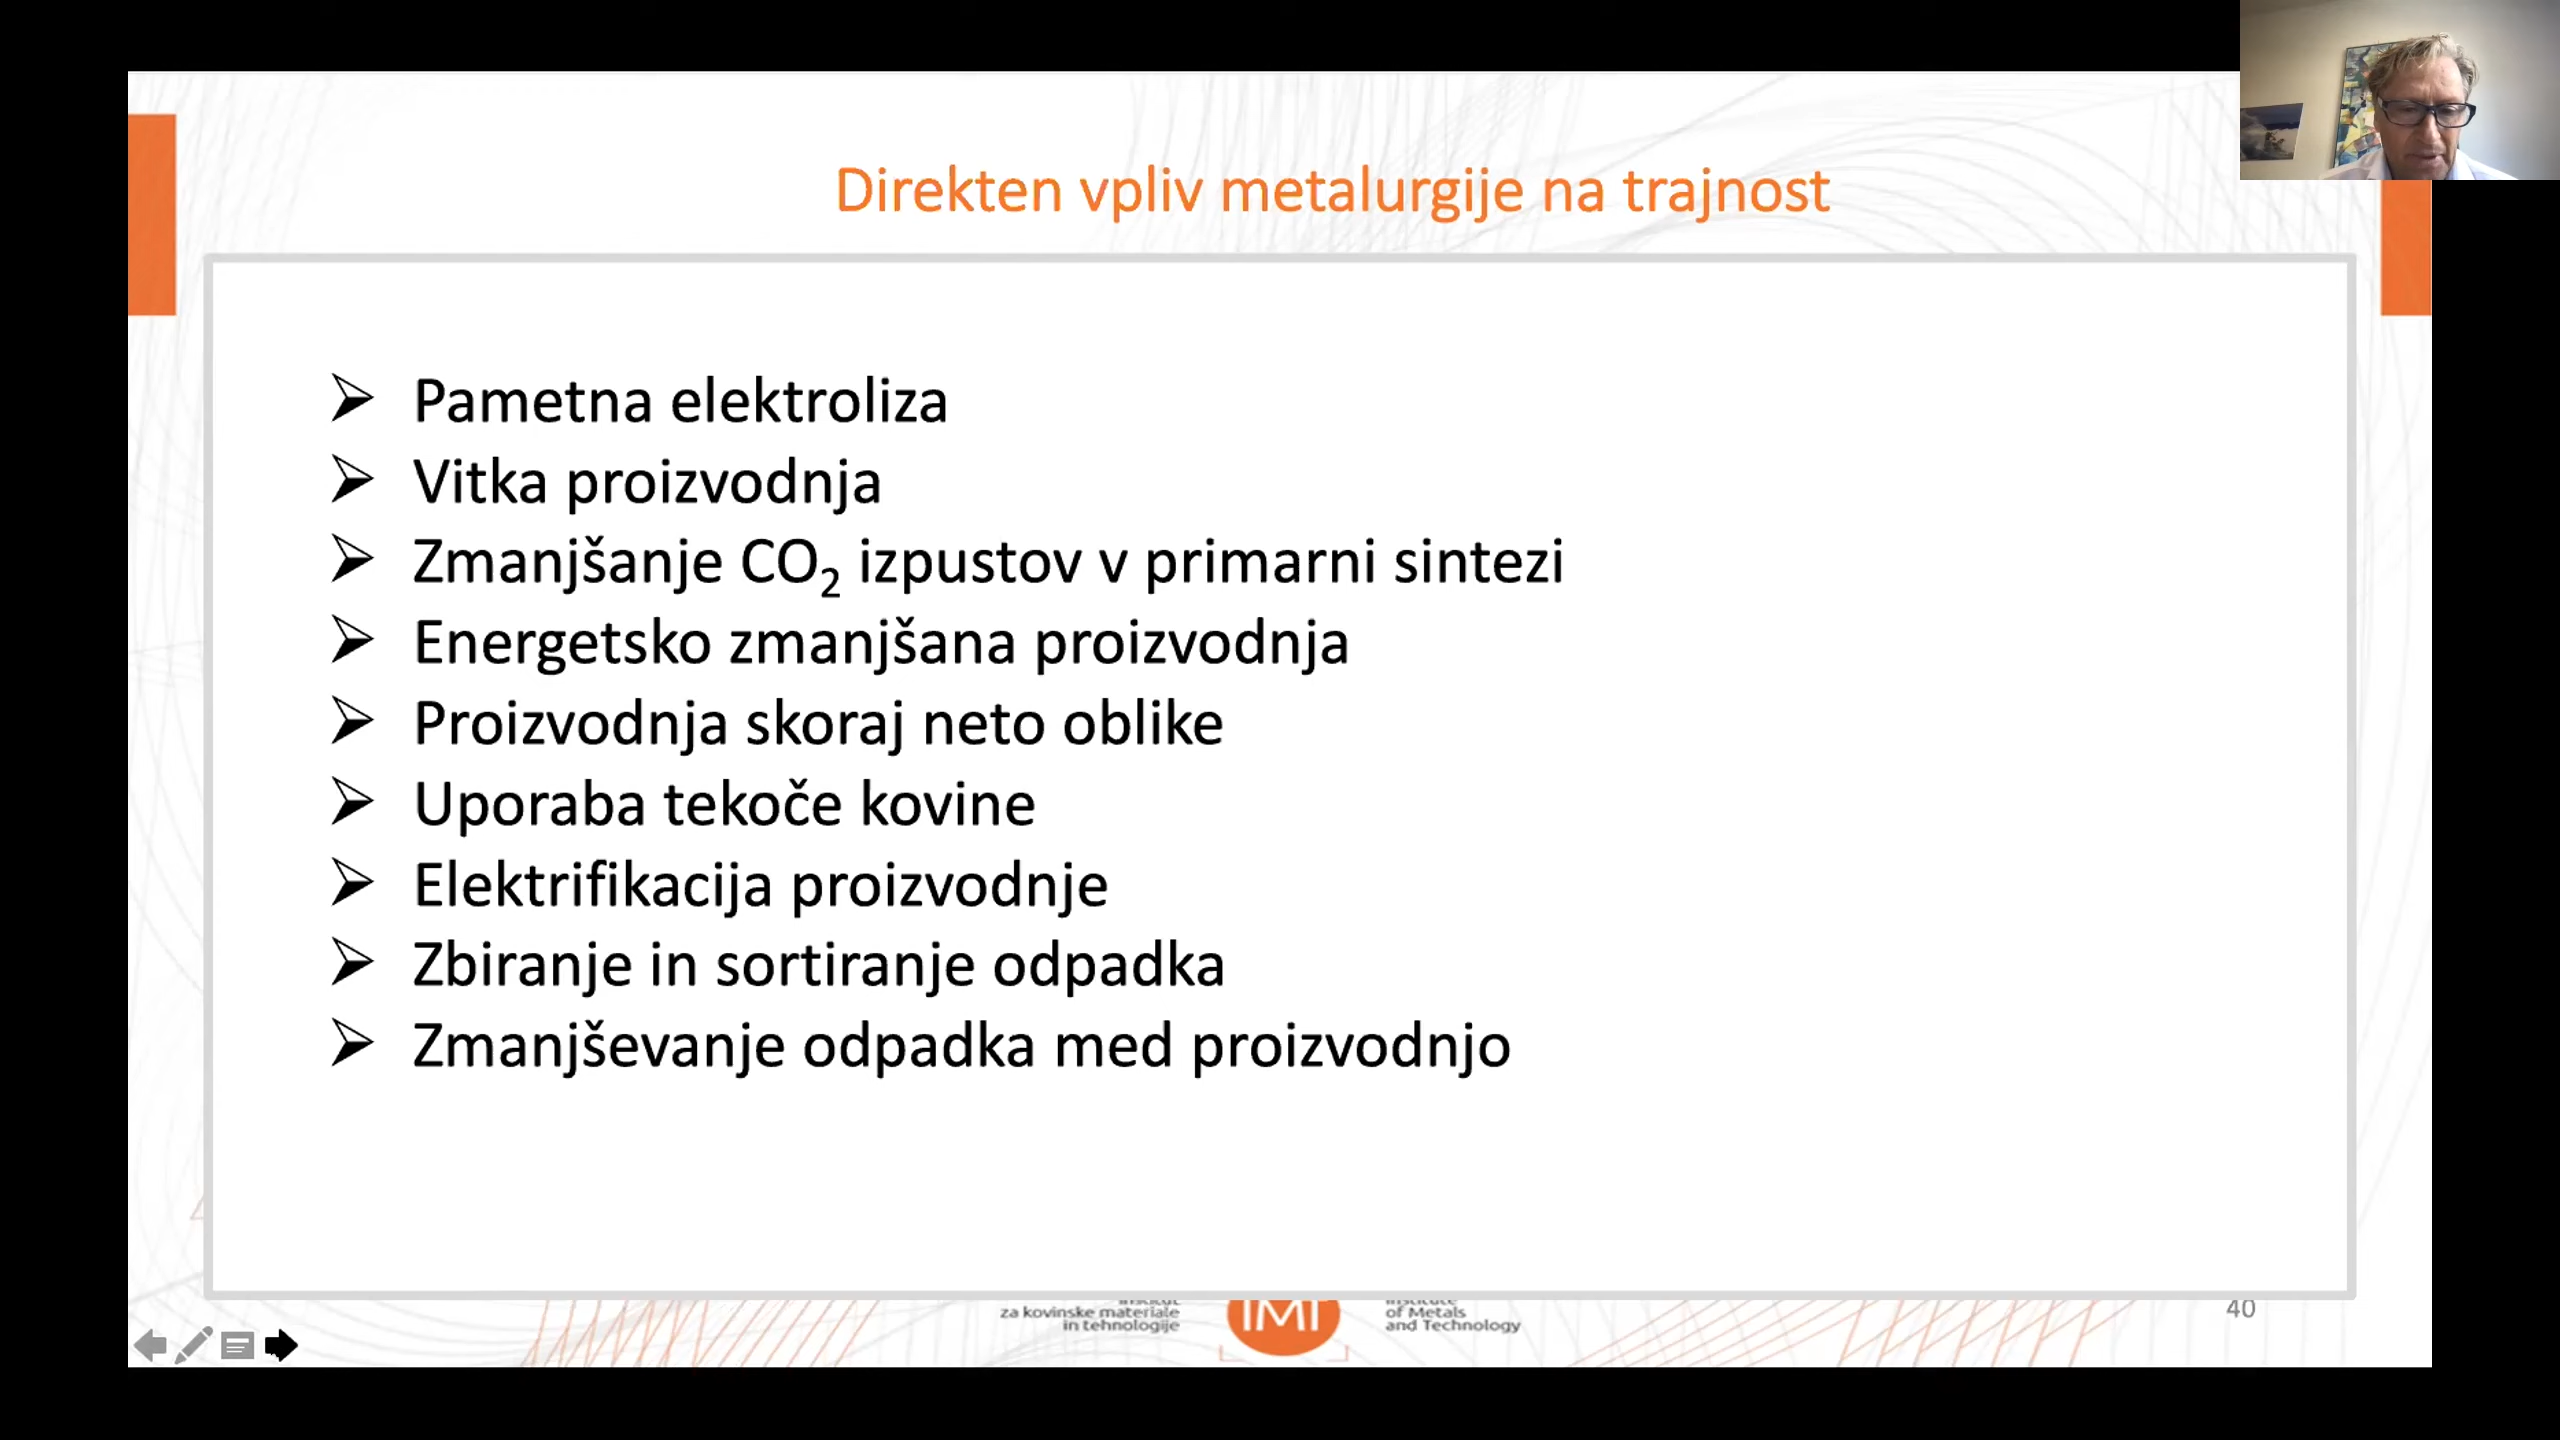 Direkten vpliv metalurgije na trajnost
Pametna elektroliza
Vitka proizvodnja
Zmanjšanje CO₂ izpustov v primarni sintezi
Energetsko zmanjšana proizvodnja
Proizvodnja skoraj neto oblike
Uporaba tekoče kovine
Elektrifikacija proizvodnje
Zbiranje in sortiranje odpadka
Zmanjševanje odpadka med proizvodnjo
za kovinske materiale
in tehnologije
IMT
of Metals
and Technology
40